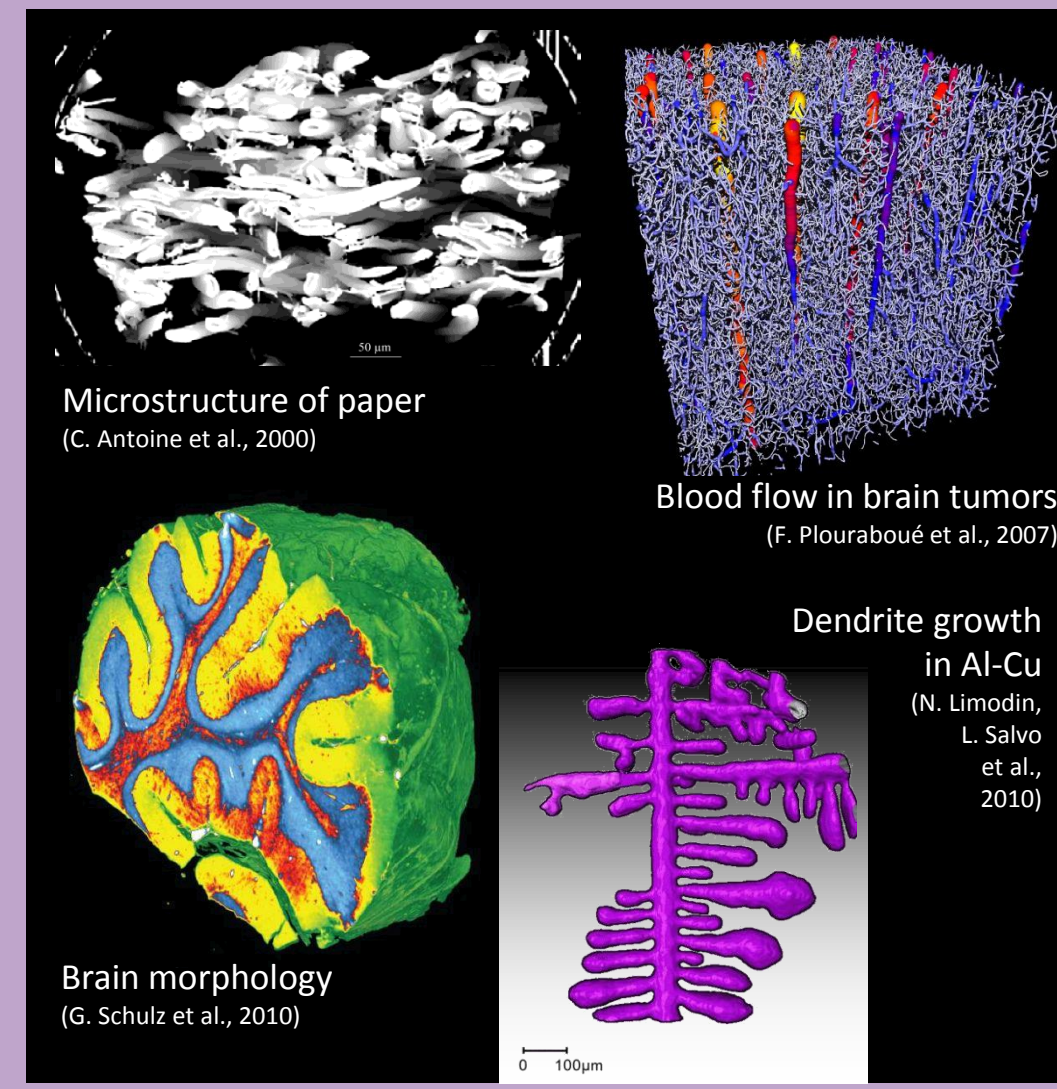 50 μm
Microstructure of paper
(C. Antoine et al., 2000)
Blood flow in brain tumors
(F. Plouraboué et al., 2007)
Dendrite growth
in Al-Cu
(N. Limodin,
L. Salvo
et al.,
2010)
Brain morphology
(G. Schulz et al., 2010)
0 100μm